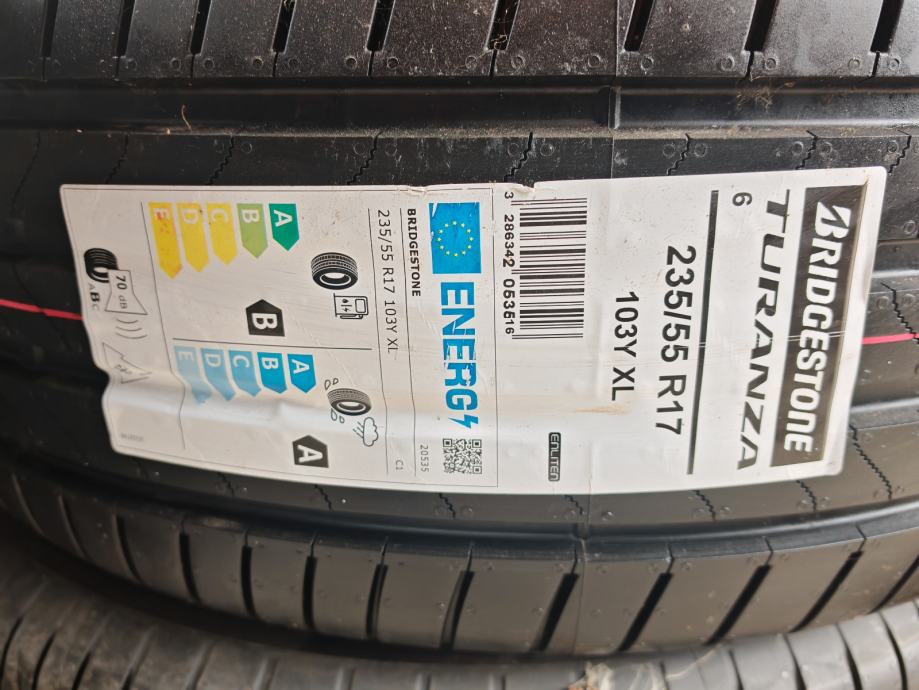 BRIDGESTONE
TURANZA
6
235/55 R17
103Y XL
3 286342 053516
ENLITEN
ENERG
BRIDGESTONE
20535
235/55 R17 103Y XL
C1
A
B
C
D
E
B
A
B
C
D
E
A
70 dB
ABC